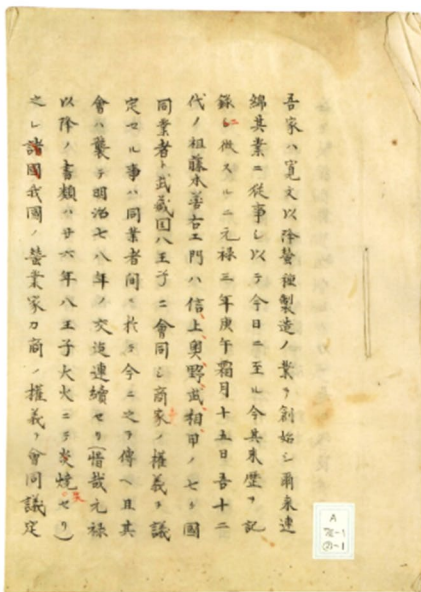 吾家ハ寛文以降蚕種製造ノ業ヲ創始シ爾来連
綿其業ニ従事シ以テ今日ニ至ル今其来歴ヲ記
録ニ徴スルニ元禄三年庚午霜月十五日吾十二
代ノ祖藤本善右エ門ハ信上奥野武相甲ノ七ヶ國
同業者ト武蔵国八王子ニ會同シ商家ノ權義ヲ議
定セル事ハ同業者間ニ於テ今ニ之ヲ傳ヘ且其
會ハ襲テ明治七八年ノ交迄連續セリ(惜哉元禄
以降ノ書類ハ廿六年八王子大火ニテ焼セリ)
之レ諸國我国ノ蚕業家カ商ノ權義ヲ會同議定
A